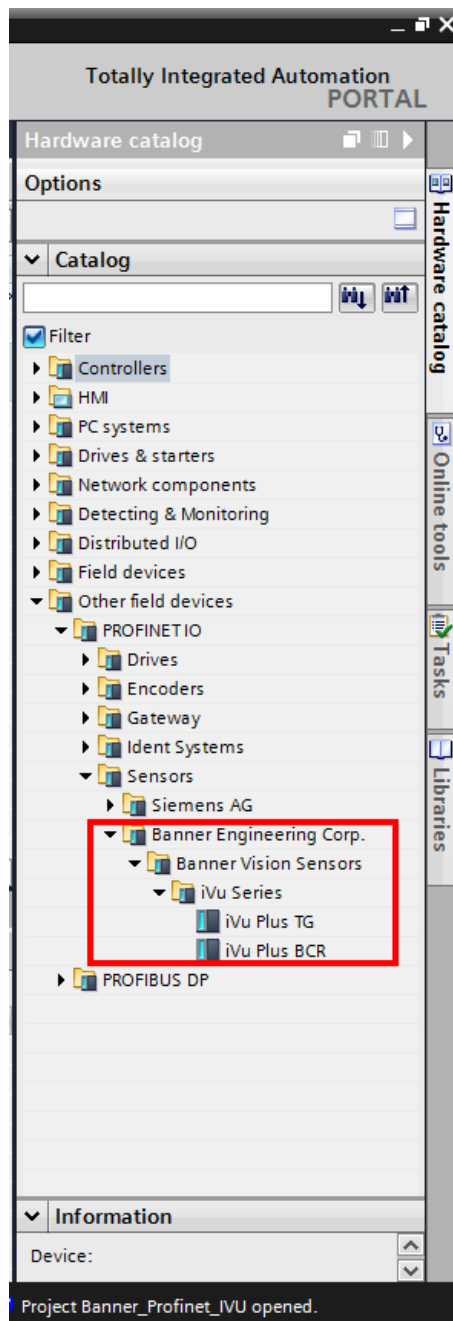 Totally Integrated Automation
PORTAL
Hardware catalog
Options
Catalog
Filter
Controllers
HMI
PC systems
Drives & starters
Network components
Detecting & Monitoring
Distributed I/O
Field devices
Other field devices
PROFINET IO
Drives
Encoders
Gateway
Ident Systems
Sensors
Siemens AG
Banner Engineering Corp.
Banner Vision Sensors
iVu Series
iVu Plus TG
iVu Plus BCR
PROFIBUS DP
Information
Device:
Project Banner_Profinet_IVU opened.
Hardware catalog
Online tools
Tasks
Libraries